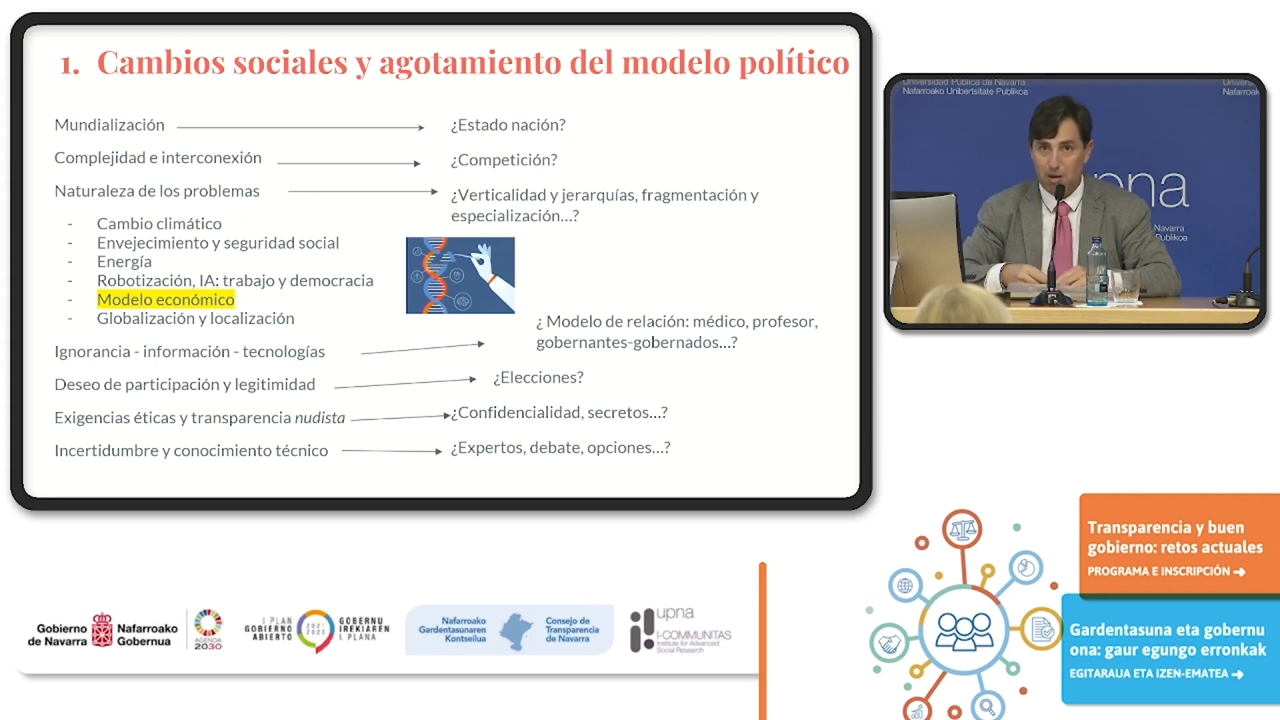 1. Cambios sociales y agotamiento del modelo político
Mundialización
¿Estado nación?
Complejidad e interconexión
¿Competición?
Naturaleza de los problemas
¿Verticalidad y jerarquías, fragmentación y
especialización...?
- Cambio climático
- Envejecimiento y seguridad social
- Energía
- Robotización, IA: trabajo y democracia
- Modelo económico
- Globalización y localización
¿ Modelo de relación: médico, profesor,
gobernantes-gobernados...?
Ignorancia - información - tecnologías
Deseo de participación y legitimidad
¿Elecciones?
Exigencias éticas y transparencia nudista
¿Confidencialidad, secretos...?
Incertidumbre y conocimiento técnico
¿Expertos, debate, opciones...?
Universidad Pública de Navarra
Nafarroako Unibertsitate Publikoa
Nafarroak
upna
Navarra
Publikoa
Transparencia y buen
gobierno: retos actuales
PROGRAMA E INSCRIPCIÓN ➔
Gardentasuna eta gobernu
ona: gaur egungo erronkak
EGITARAUA ETA IZEN-EMATEA ➔
Gobierno
de Navarra
Nafarroako
Gobernua
AGENDA
2030
I PLAN
GOBIERNO
ABIERTO
2021
2023
GOBERNU
IREKIAREN
I. PLANA
Nafarroako
Gardentasunaren
Kontseilua
Consejo de
Transparencia
de Navarra
upna
I-COMMUNITAS
Institute for Advanced
Social Research